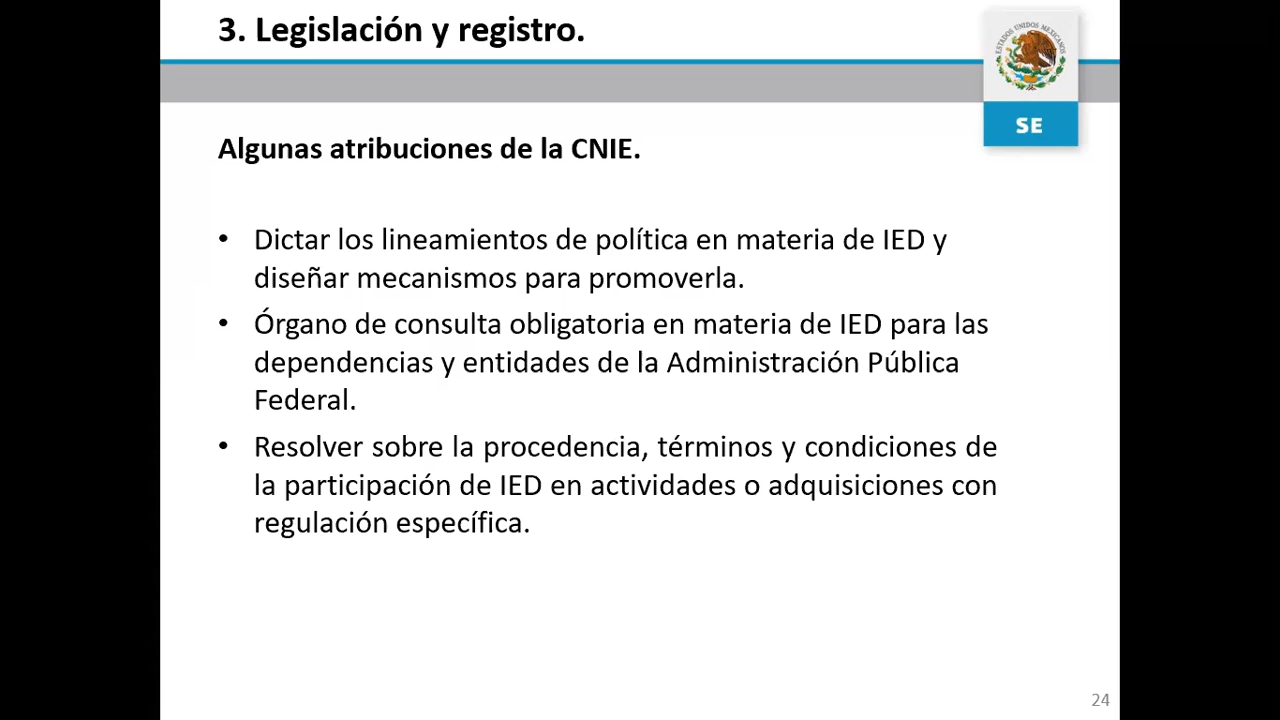 3. Legislación y registro.
ESTADOS UNIDOS MEXICANOS
SE
Algunas atribuciones de la CNIE.
• Dictar los lineamientos de política en materia de IED y
diseñar mecanismos para promoverla.
• Órgano de consulta obligatoria en materia de IED para las
dependencias y entidades de la Administración Pública
Federal.
• Resolver sobre la procedencia, términos y condiciones de
la participación de IED en actividades o adquisiciones con
regulación específica.
24